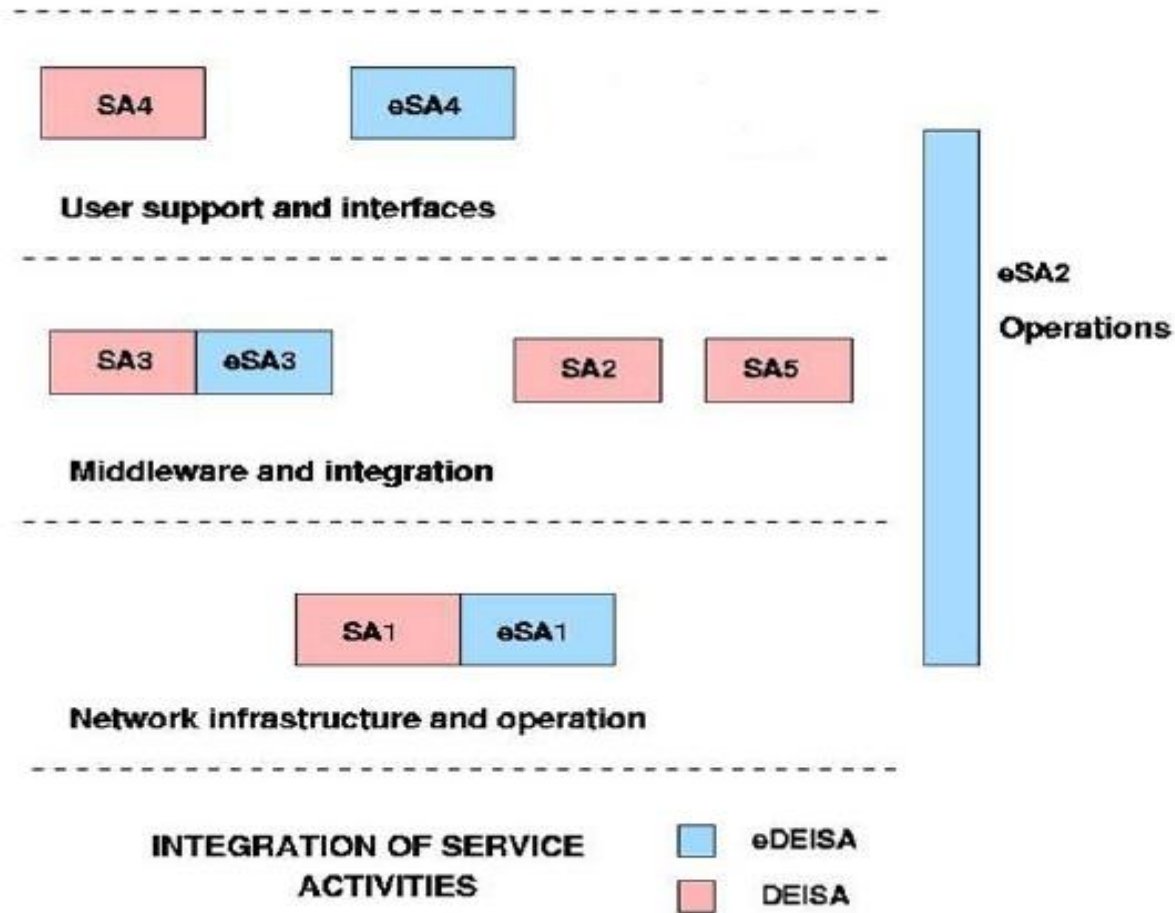 SA4
eSA4
User support and interfaces
eSA2
Operations
SA3
eSA3
SA2
SA5
Middleware and integration
SA1
eSA1
Network infrastructure and operation
INTEGRATION OF SERVICE
ACTIVITIES
eDEISA
DEISA